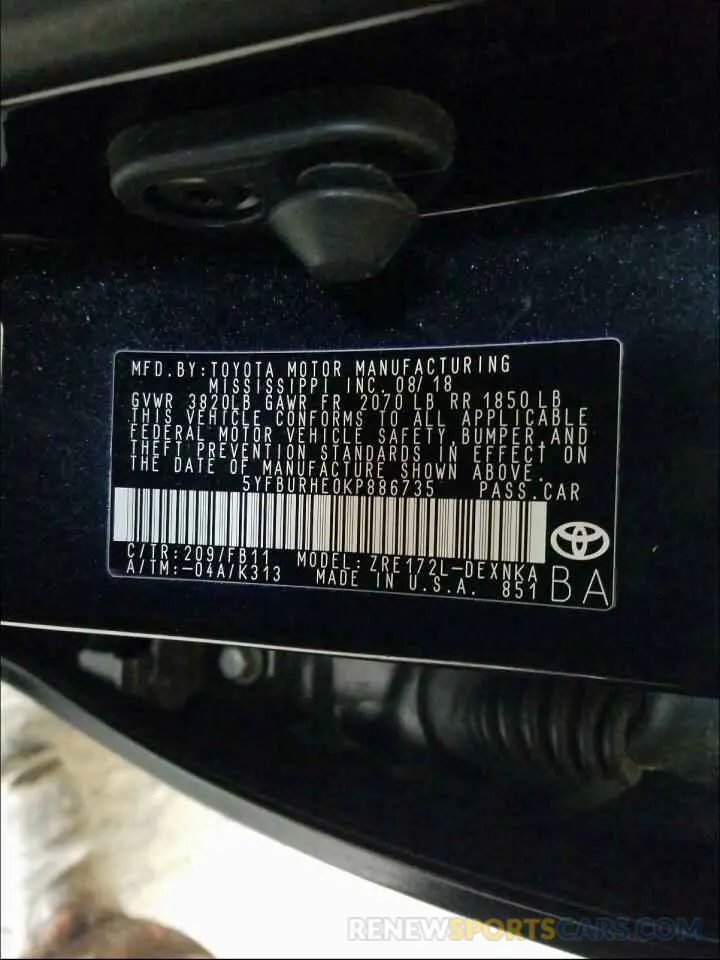 MFD.BY:TOYOTA MOTOR MANUFACTURING
MISSISSIPPI INC.08/18
GVWR 3820LB GAWR FR 2070 LB RR 1850 LB
THIS VEHICLE CONFORMS TO ALL APPLICABLE
FEDERAL MOTOR VEHICLE SAFETY,BUMPER,AND
THEFT PREVENTION STANDARDS IN EFFECT ON
THE DATE OF MANUFACTURE SHOWN ABOVE.
5YFBURHE0KP886735 PASS.CAR
C/TR:209/FB11 MODEL:ZRE172L-DEXNKA
A/TM:-04A/K313 MADE IN U.S.A. 851
BA
RENEWSPORTSCARS.COM